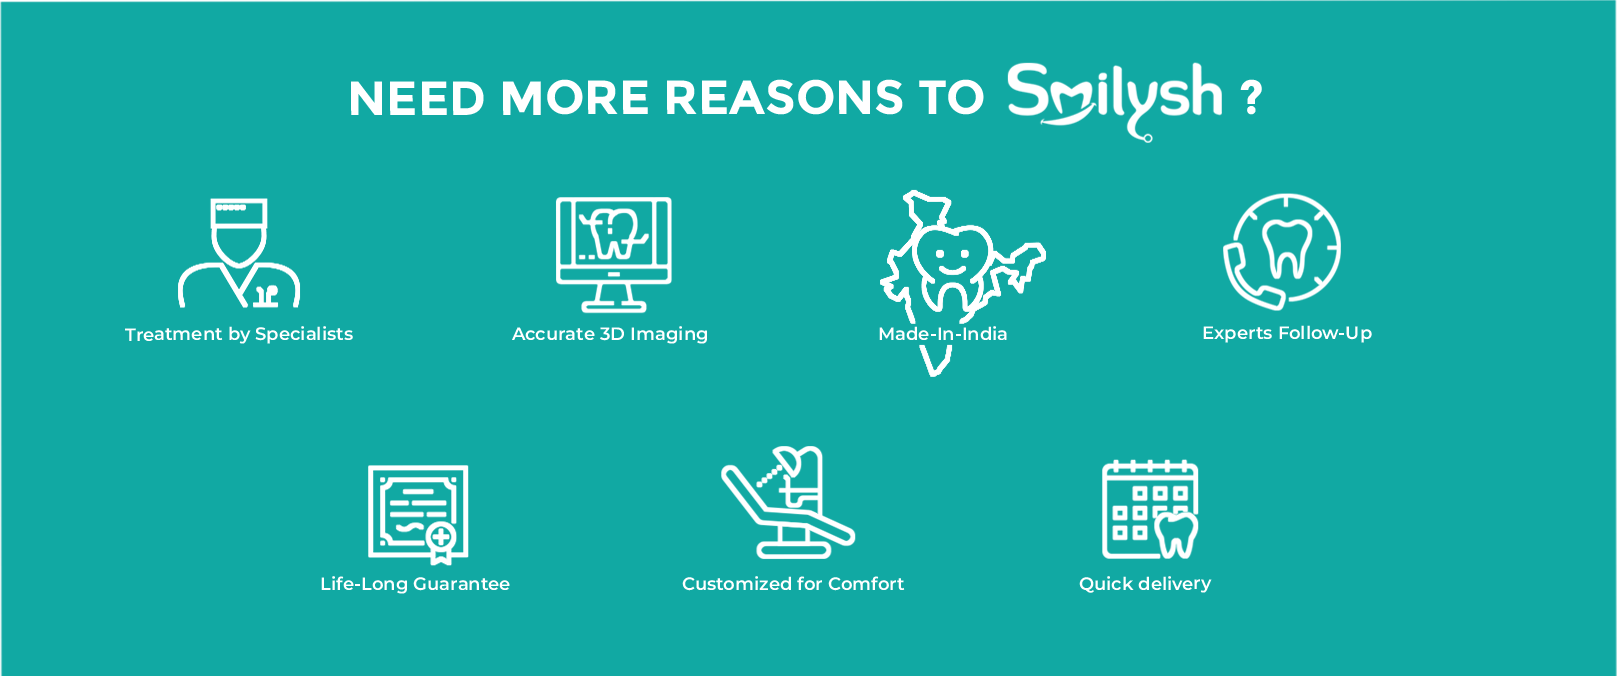 NEED MORE REASONS TO Smilysh ?
Treatment by Specialists
Accurate 3D Imaging
Made-In-India
Experts Follow-Up
Life-Long Guarantee
Customized for Comfort
Quick delivery